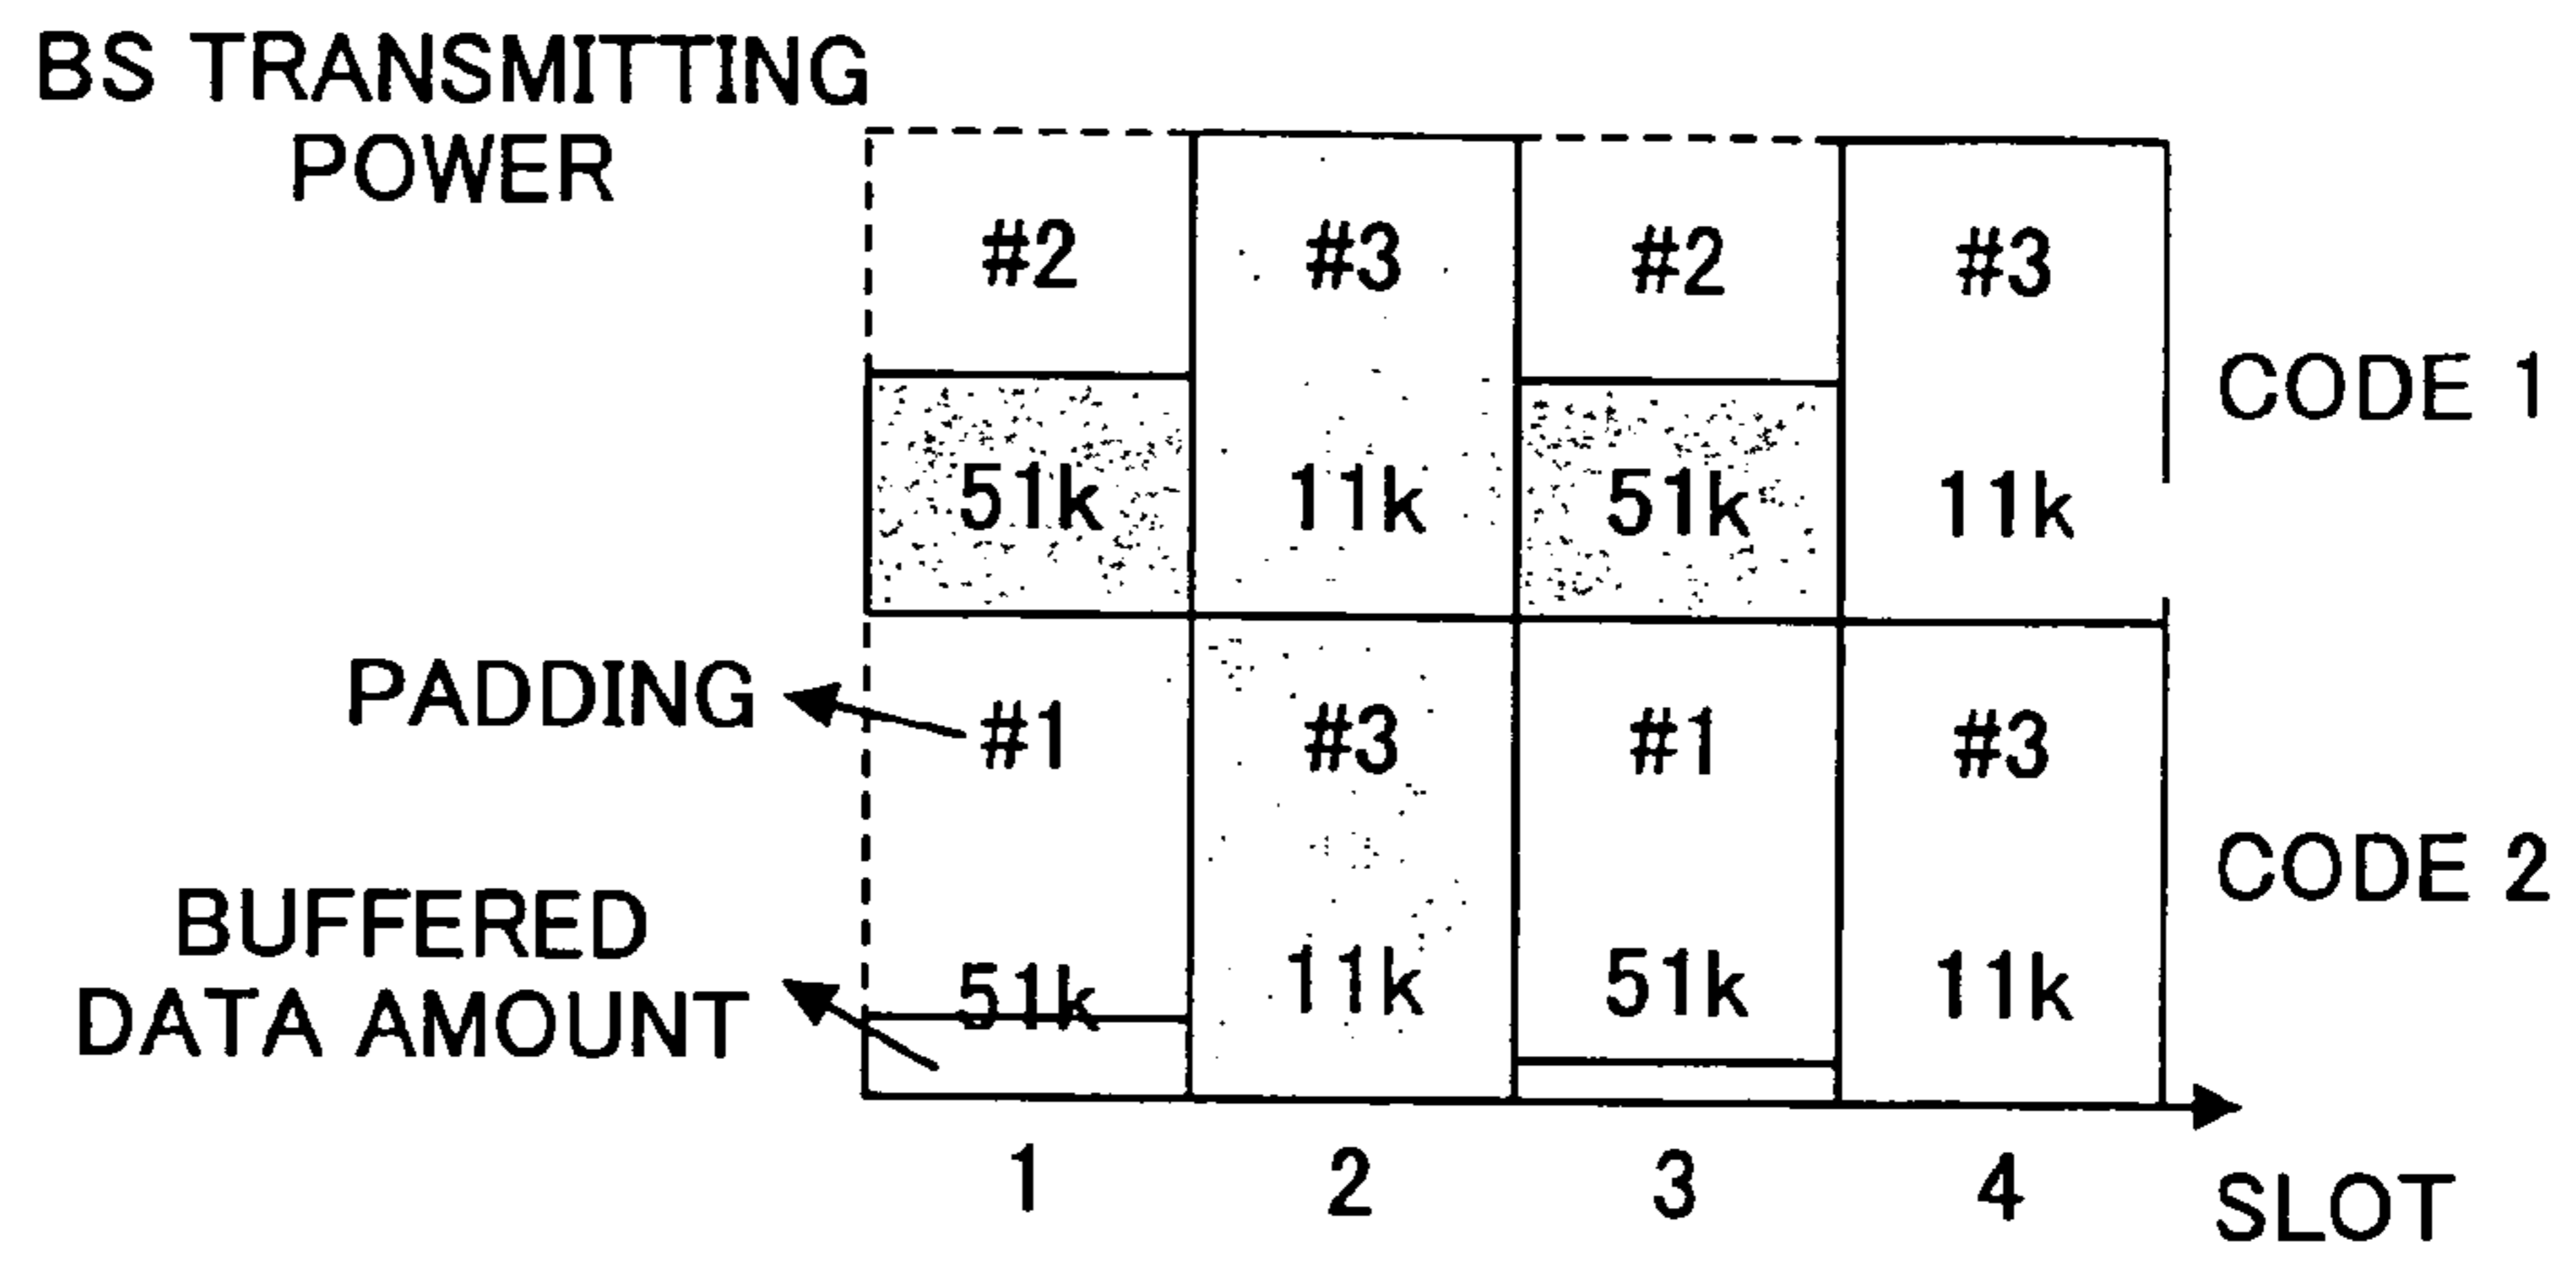 BS TRANSMITTING
POWER
#2 #3 #2 #3
CODE 1
51k 11k 51k 11k
PADDING
#1 #3 #1 #3
CODE 2
BUFFERED
DATA AMOUNT
51k 11k 51k 11k
1 2 3 4
SLOT